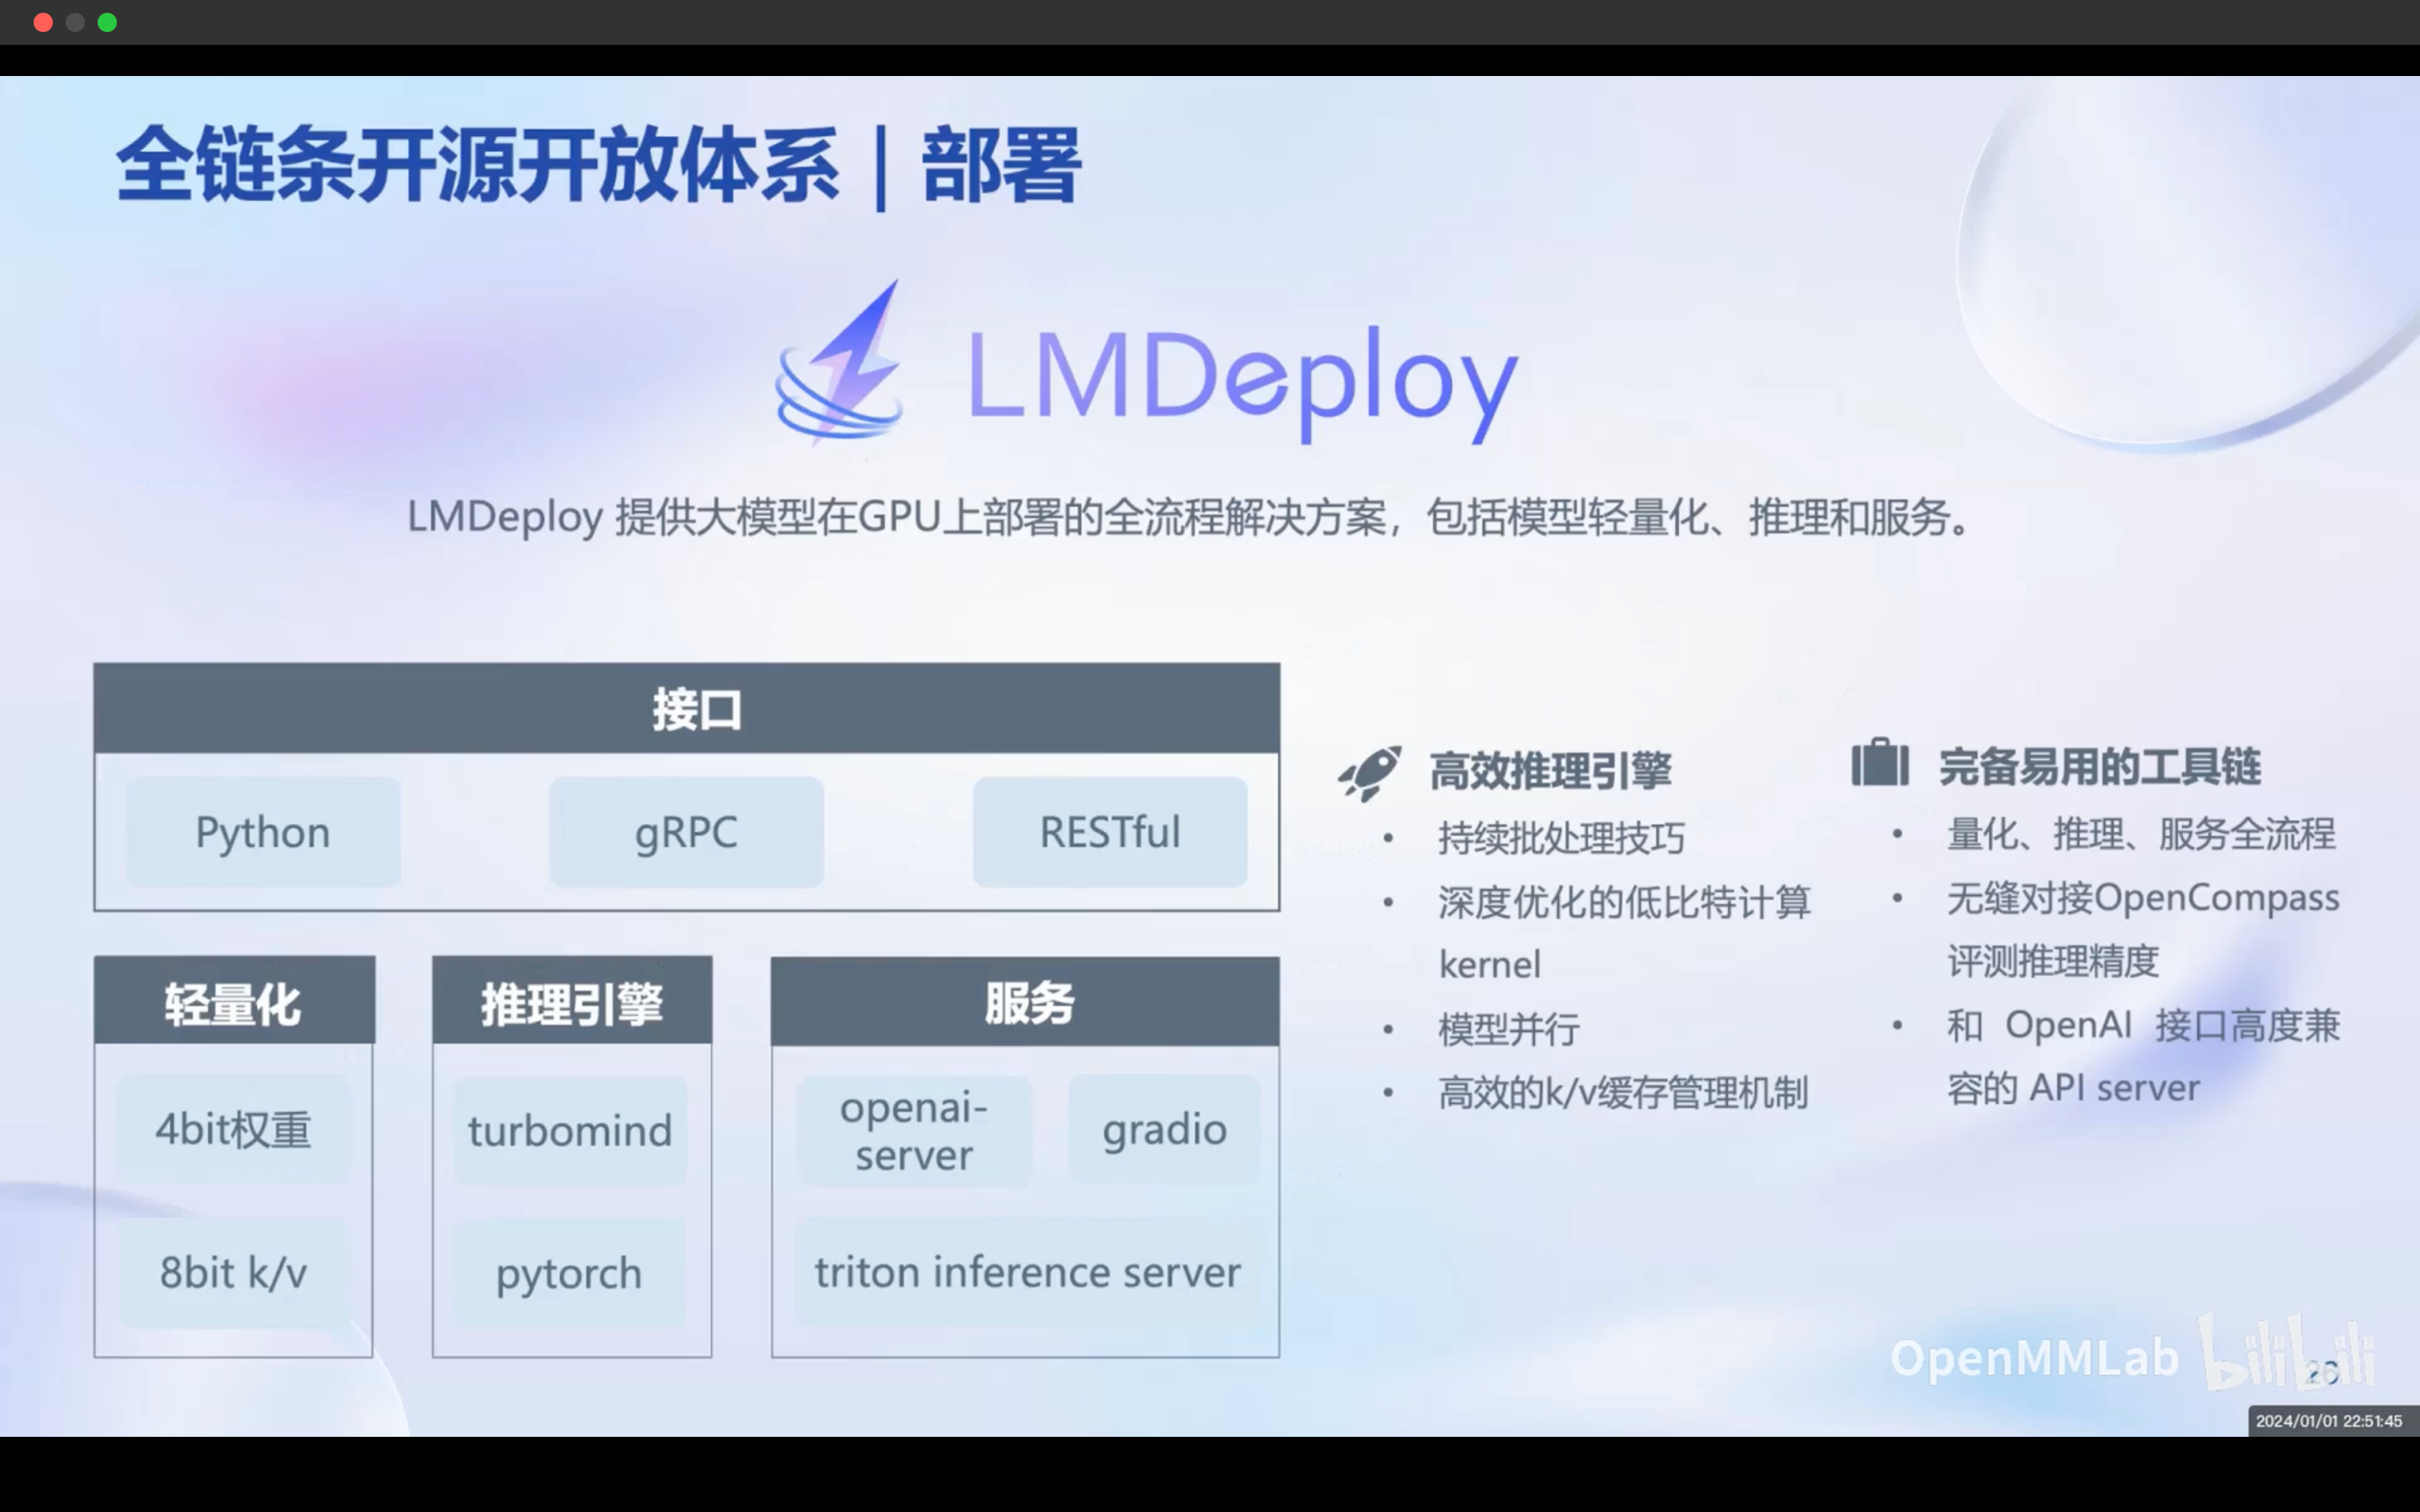 全链条开源开放体系 | 部署
LMDeploy
LMDeploy 提供大模型在GPU上部署的全流程解决方案，包括模型轻量化、推理和服务。
接口
Python
gRPC
RESTful
轻量化
4bit权重
8bit k/v
推理引擎
turbomind
pytorch
服务
openai-
server
gradio
triton inference server
高效推理引擎
• 持续批处理技巧
• 深度优化的低比特计算
kernel
• 模型并行
• 高效的k/v缓存管理机制
完备易用的工具链
• 量化、推理、服务全流程
• 无缝对接OpenCompass
评测推理精度
• 和 OpenAI 接口高度兼
容的 API server
OpenMMLab bilibili
2024/01/01 22:51:45